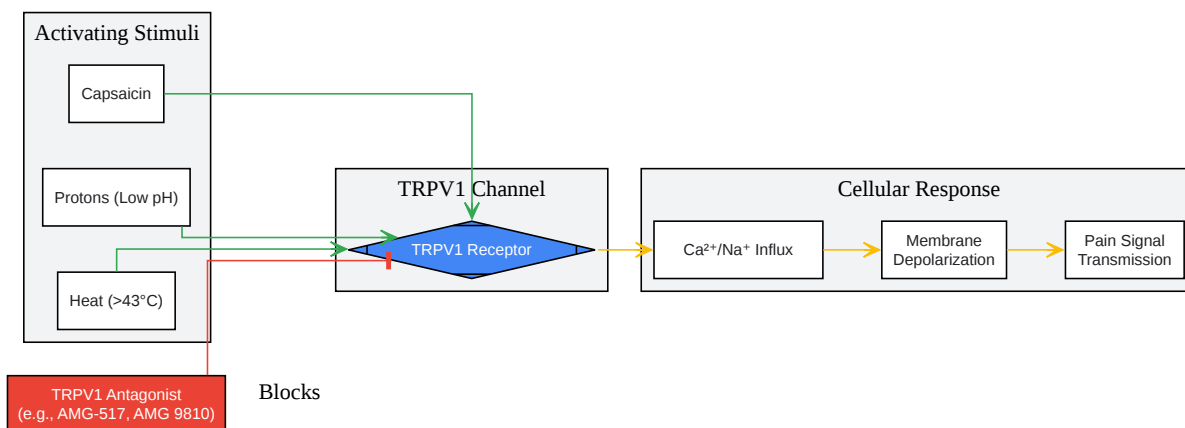 Activating Stimuli
Capsaicin
Protons (Low pH)
Heat (>43°C)
TRPV1 Channel
TRPV1 Receptor
Cellular Response
Ca²⁺/Na⁺ Influx
Membrane
Depolarization
Pain Signal
Transmission
TRPV1 Antagonist
(e.g., AMG-517, AMG 9810)
Blocks